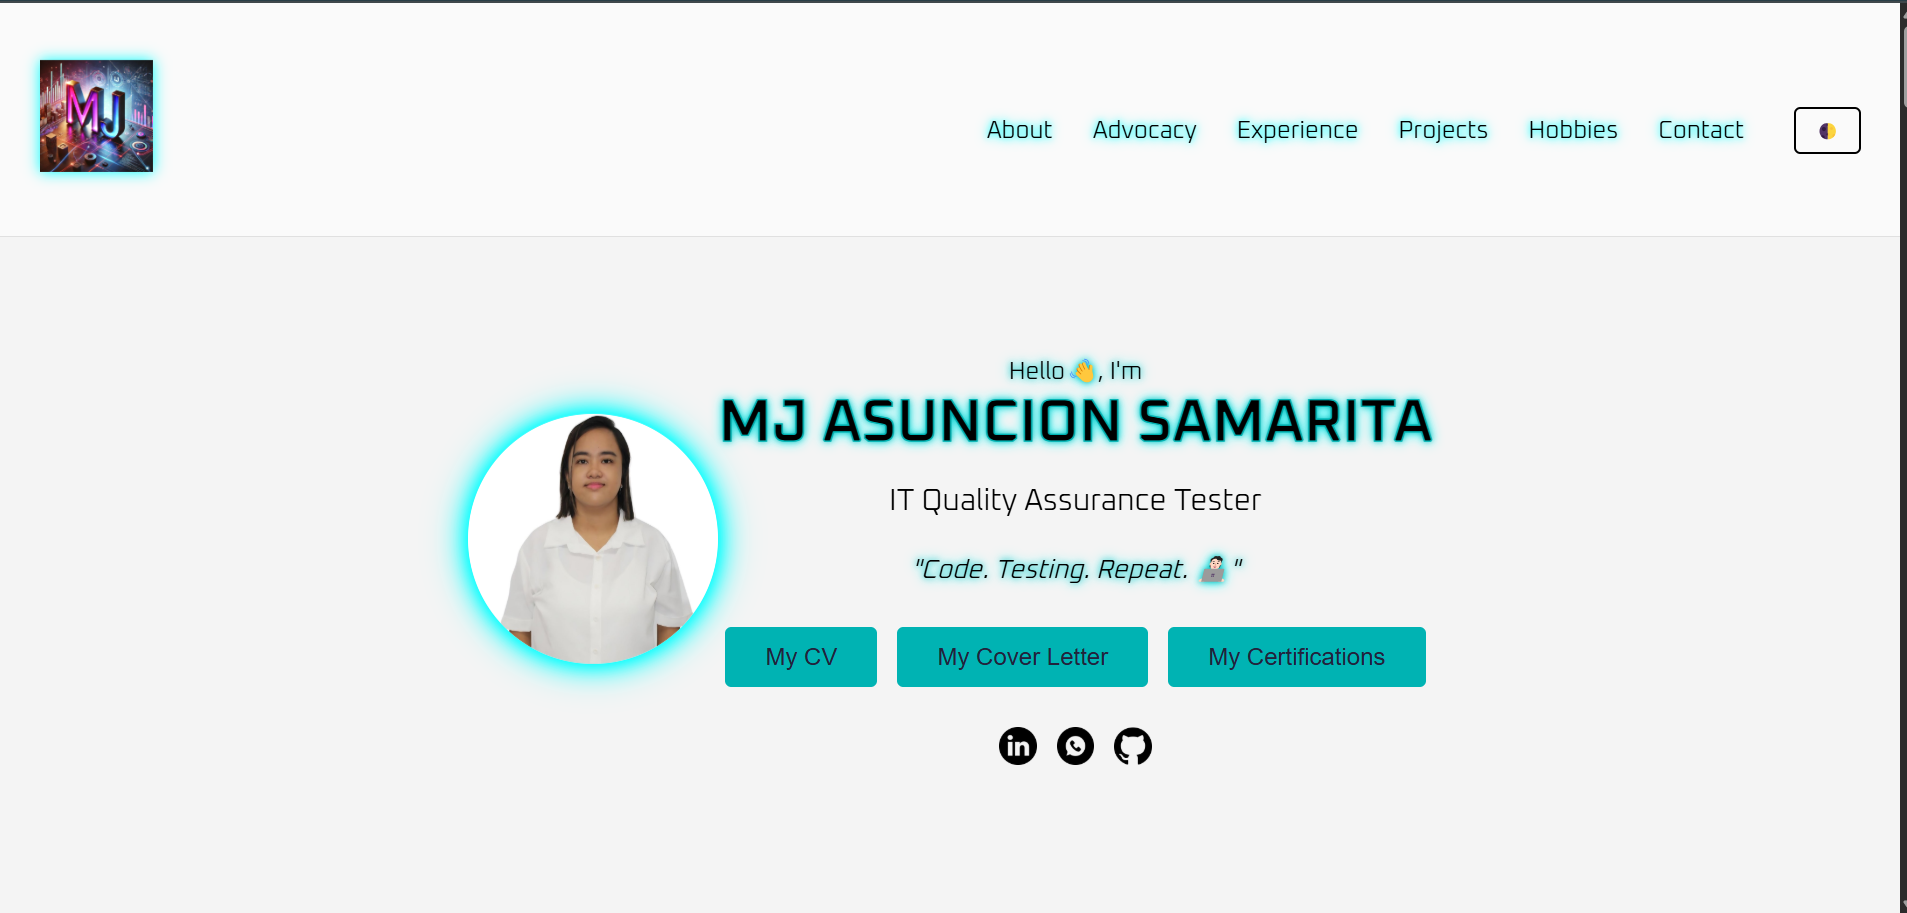 MJ
About Advocacy Experience Projects Hobbies Contact
Hello 👋, I'm
MJ ASUNCION SAMARITA
IT Quality Assurance Tester
"Code. Testing. Repeat. 🧑🏻‍💻"
My CV My Cover Letter My Certifications
in